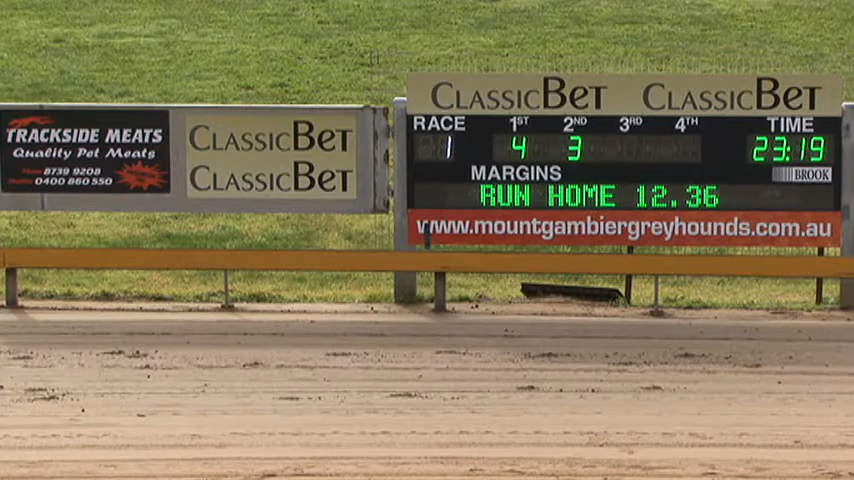 TRACKSIDE MEATS
Quality Pet Meats
8739 9208
0400 860 550
CLASSICBET
CLASSICBET
CLASSICBET CLASSICBET
RACE 1ST 2ND 3RD 4TH TIME
1 4 3 23:19
MARGINS BROOK
RUN HOME 12.36
www.mountgambiergreyhounds.com.au